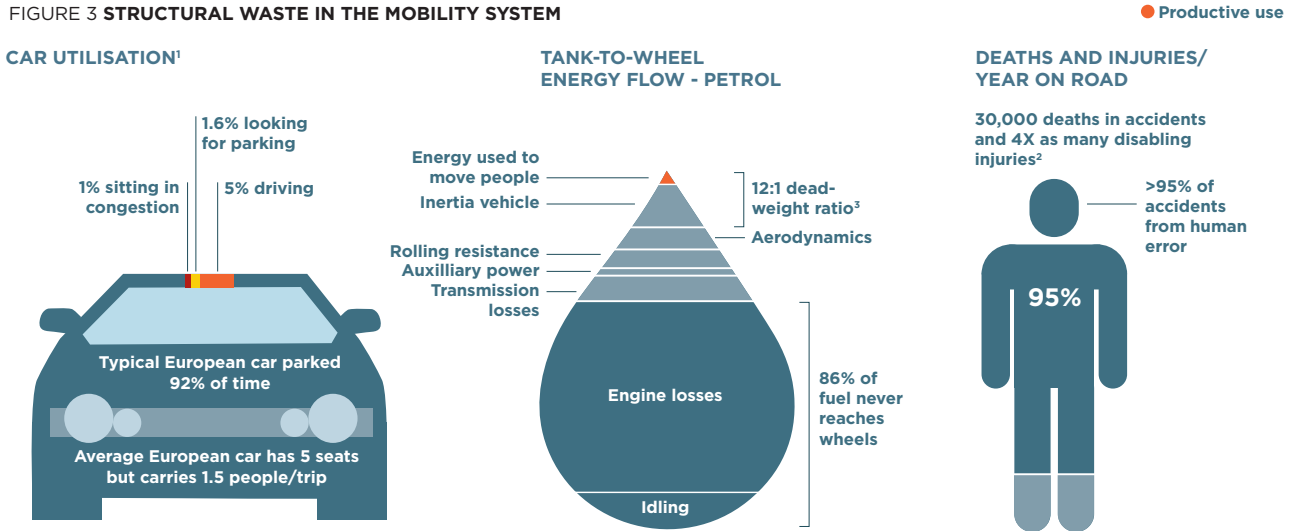 FIGURE 3 STRUCTURAL WASTE IN THE MOBILITY SYSTEM
Productive use
CAR UTILISATION¹
1.6% looking
for parking
1% sitting in
congestion
5% driving
Typical European car parked
92% of time
Average European car has 5 seats
but carries 1.5 people/trip
TANK-TO-WHEEL
ENERGY FLOW - PETROL
Energy used to
move people
Inertia vehicle
12:1 dead-
weight ratio³
Aerodynamics
Rolling resistance
Auxilliary power
Transmission
losses
Engine losses
86% of
fuel never
reaches
wheels
Idling
DEATHS AND INJURIES/
YEAR ON ROAD
30,000 deaths in accidents
and 4X as many disabling
injuries²
>95% of
accidents
from human
error
95%